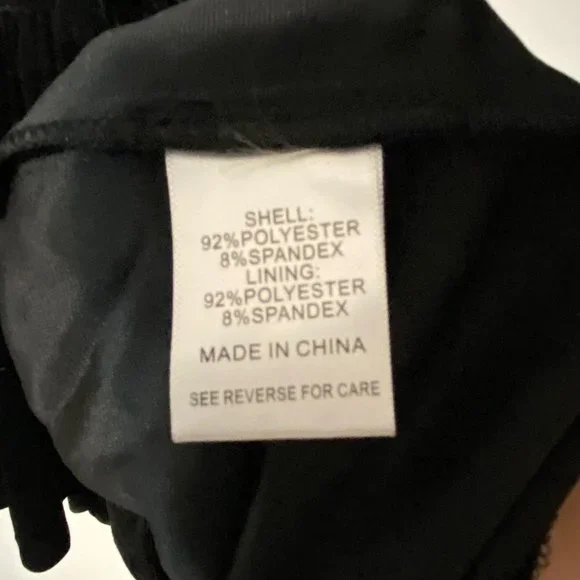 SHELL:
92%POLYESTER
8%SPANDEX
LINING:
92%POLYESTER
8%SPANDEX
MADE IN CHINA
SEE REVERSE FOR CARE